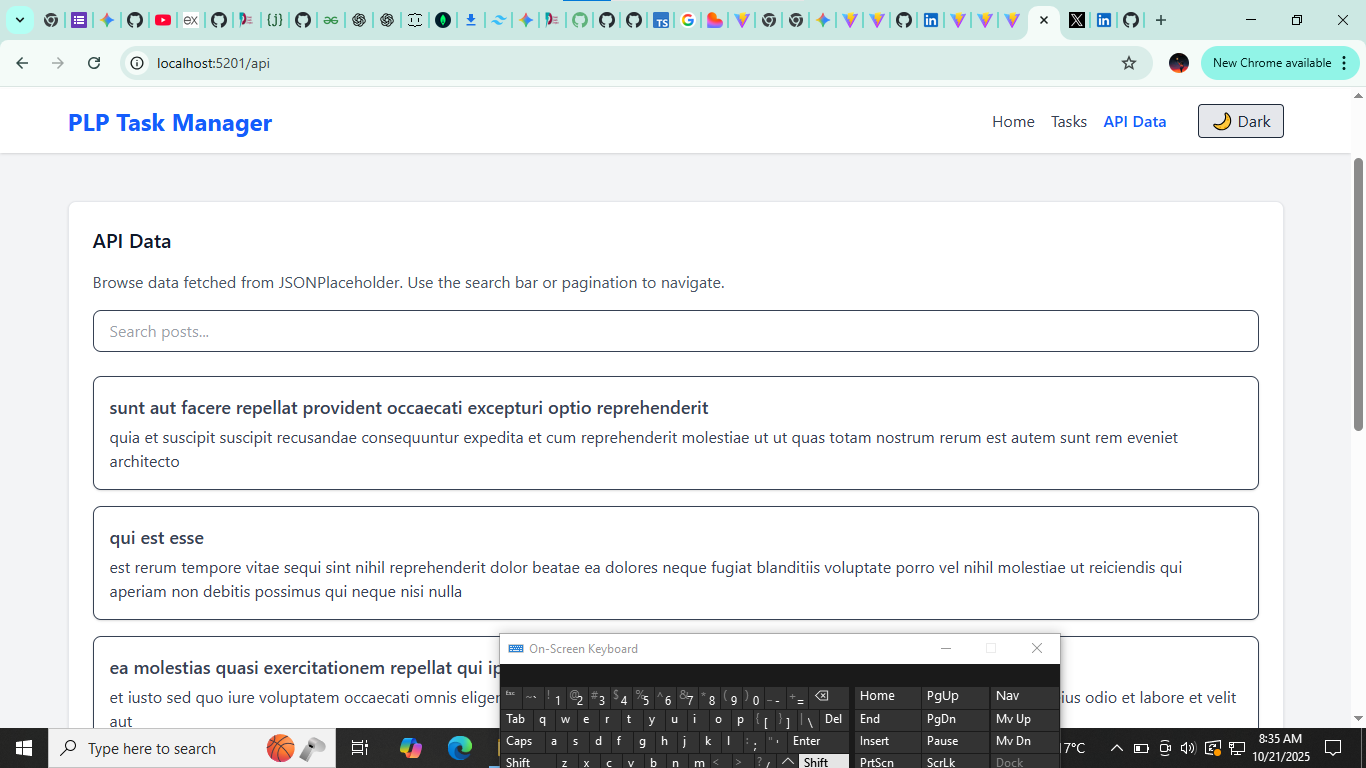 localhost:5201/api
New Chrome available
PLP Task Manager
Home Tasks API Data 🌙 Dark
API Data
Browse data fetched from JSONPlaceholder. Use the search bar or pagination to navigate.
Search posts...
sunt aut facere repellat provident occaecati excepturi optio reprehenderit
quia et suscipit suscipit recusandae consequuntur expedita et cum reprehenderit molestiae ut ut quas totam nostrum rerum est autem sunt rem eveniet
architecto
qui est esse
est rerum tempore vitae sequi sint nihil reprehenderit dolor beatae ea dolores neque fugiat blanditiis voluptate porro vel nihil molestiae ut reiciendis qui
aperiam non debitis possimus qui neque nisi nulla
ea molestias quasi exercitationem repellat qui
et iusto sed quo iure voluptatem occaecati omnis
odio et labore et velit
aut
On-Screen Keyboard
Esc ~ ` ! 1 @ 2 # 3 $ 4 % 5 ^ 6 & 7 * 8 ( 9 ) 0 _ - + = Home PgUp Nav
Tab q w e r t y u i o p { [ } ] | \ Del End PgDn Mv Up
Caps a s d f g h j k l : ; " ' Enter Insert Pause Mv Dn
Shift z x c v b n m < , > . ? / Shift PrtScn ScrLk Dock
Type here to search
17°C
8:35 AM
10/21/2025